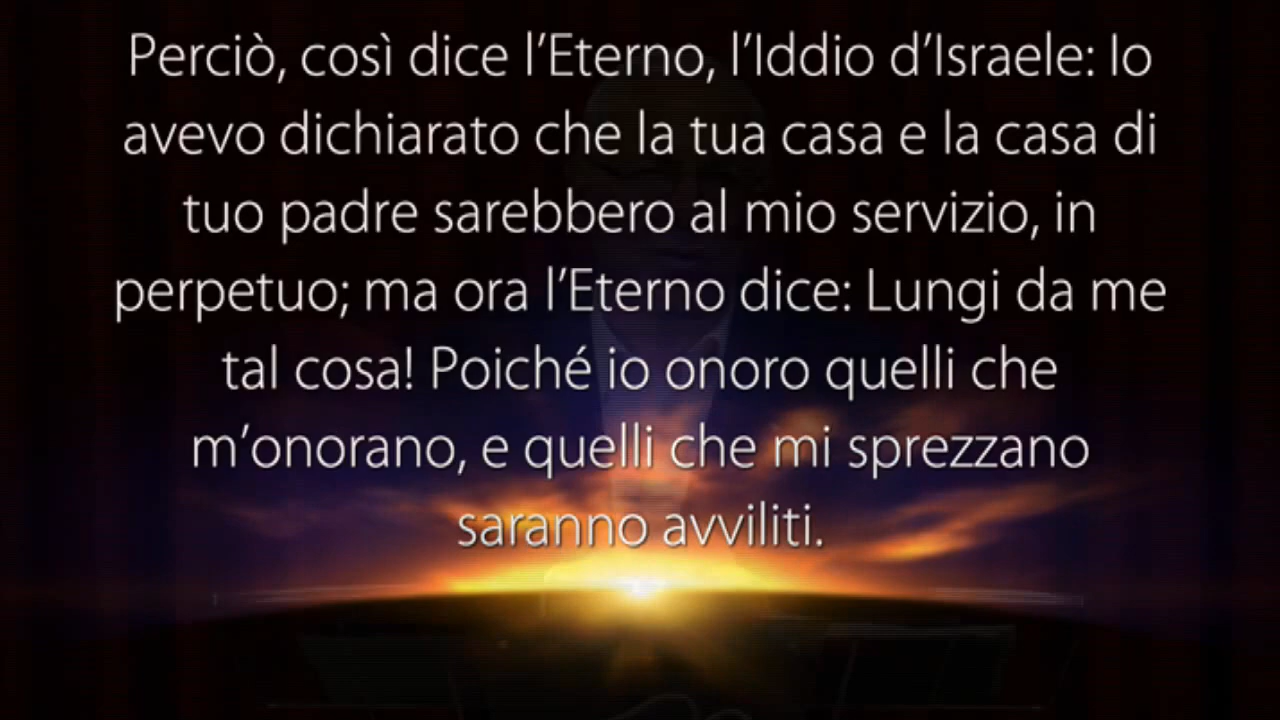 Perciò, così dice l’Eterno, l’Iddio d’Israele: Io
avevo dichiarato che la tua casa e la casa di
tuo padre sarebbero al mio servizio, in
perpetuo; ma ora l’Eterno dice: Lungi da me
tal cosa! Poiché io onoro quelli che
m’onorano, e quelli che mi sprezzano
saranno avviliti.